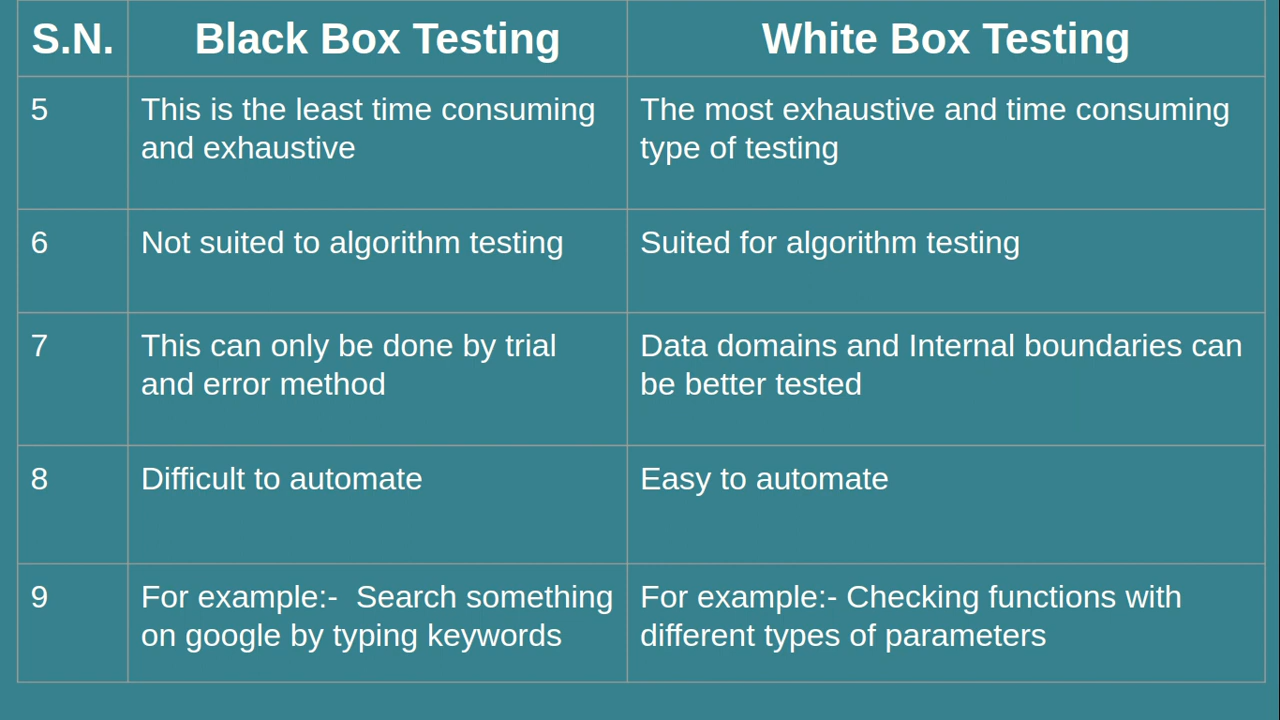 S.N. Black Box Testing White Box Testing
5 This is the least time consuming The most exhaustive and time consuming
and exhaustive type of testing
6 Not suited to algorithm testing Suited for algorithm testing
7 This can only be done by trial Data domains and Internal boundaries can
and error method be better tested
8 Difficult to automate Easy to automate
9 For example:-  Search something For example:- Checking functions with
on google by typing keywords different types of parameters